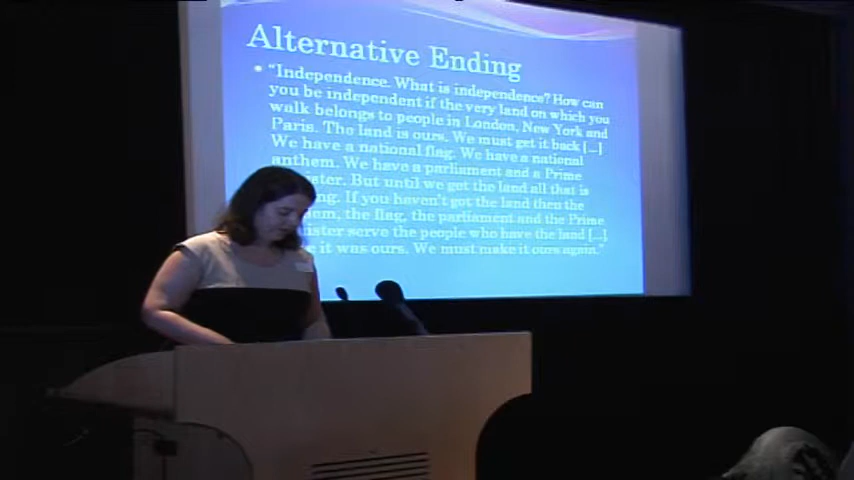 Alternative Ending
“Independence. What is independence? How can
you be independent if the very land on which you
walk belongs to people in London, New York and
Paris. The land is ours. We must get it back [...]
We have a national flag. We have a national
anthem. We have a parliament and a Prime
But until we get the land all that is
If you haven't got the land then the
the flag, the parliament and the Prime
serve the people who have the land [...]
it was ours. We must make it ours again.”